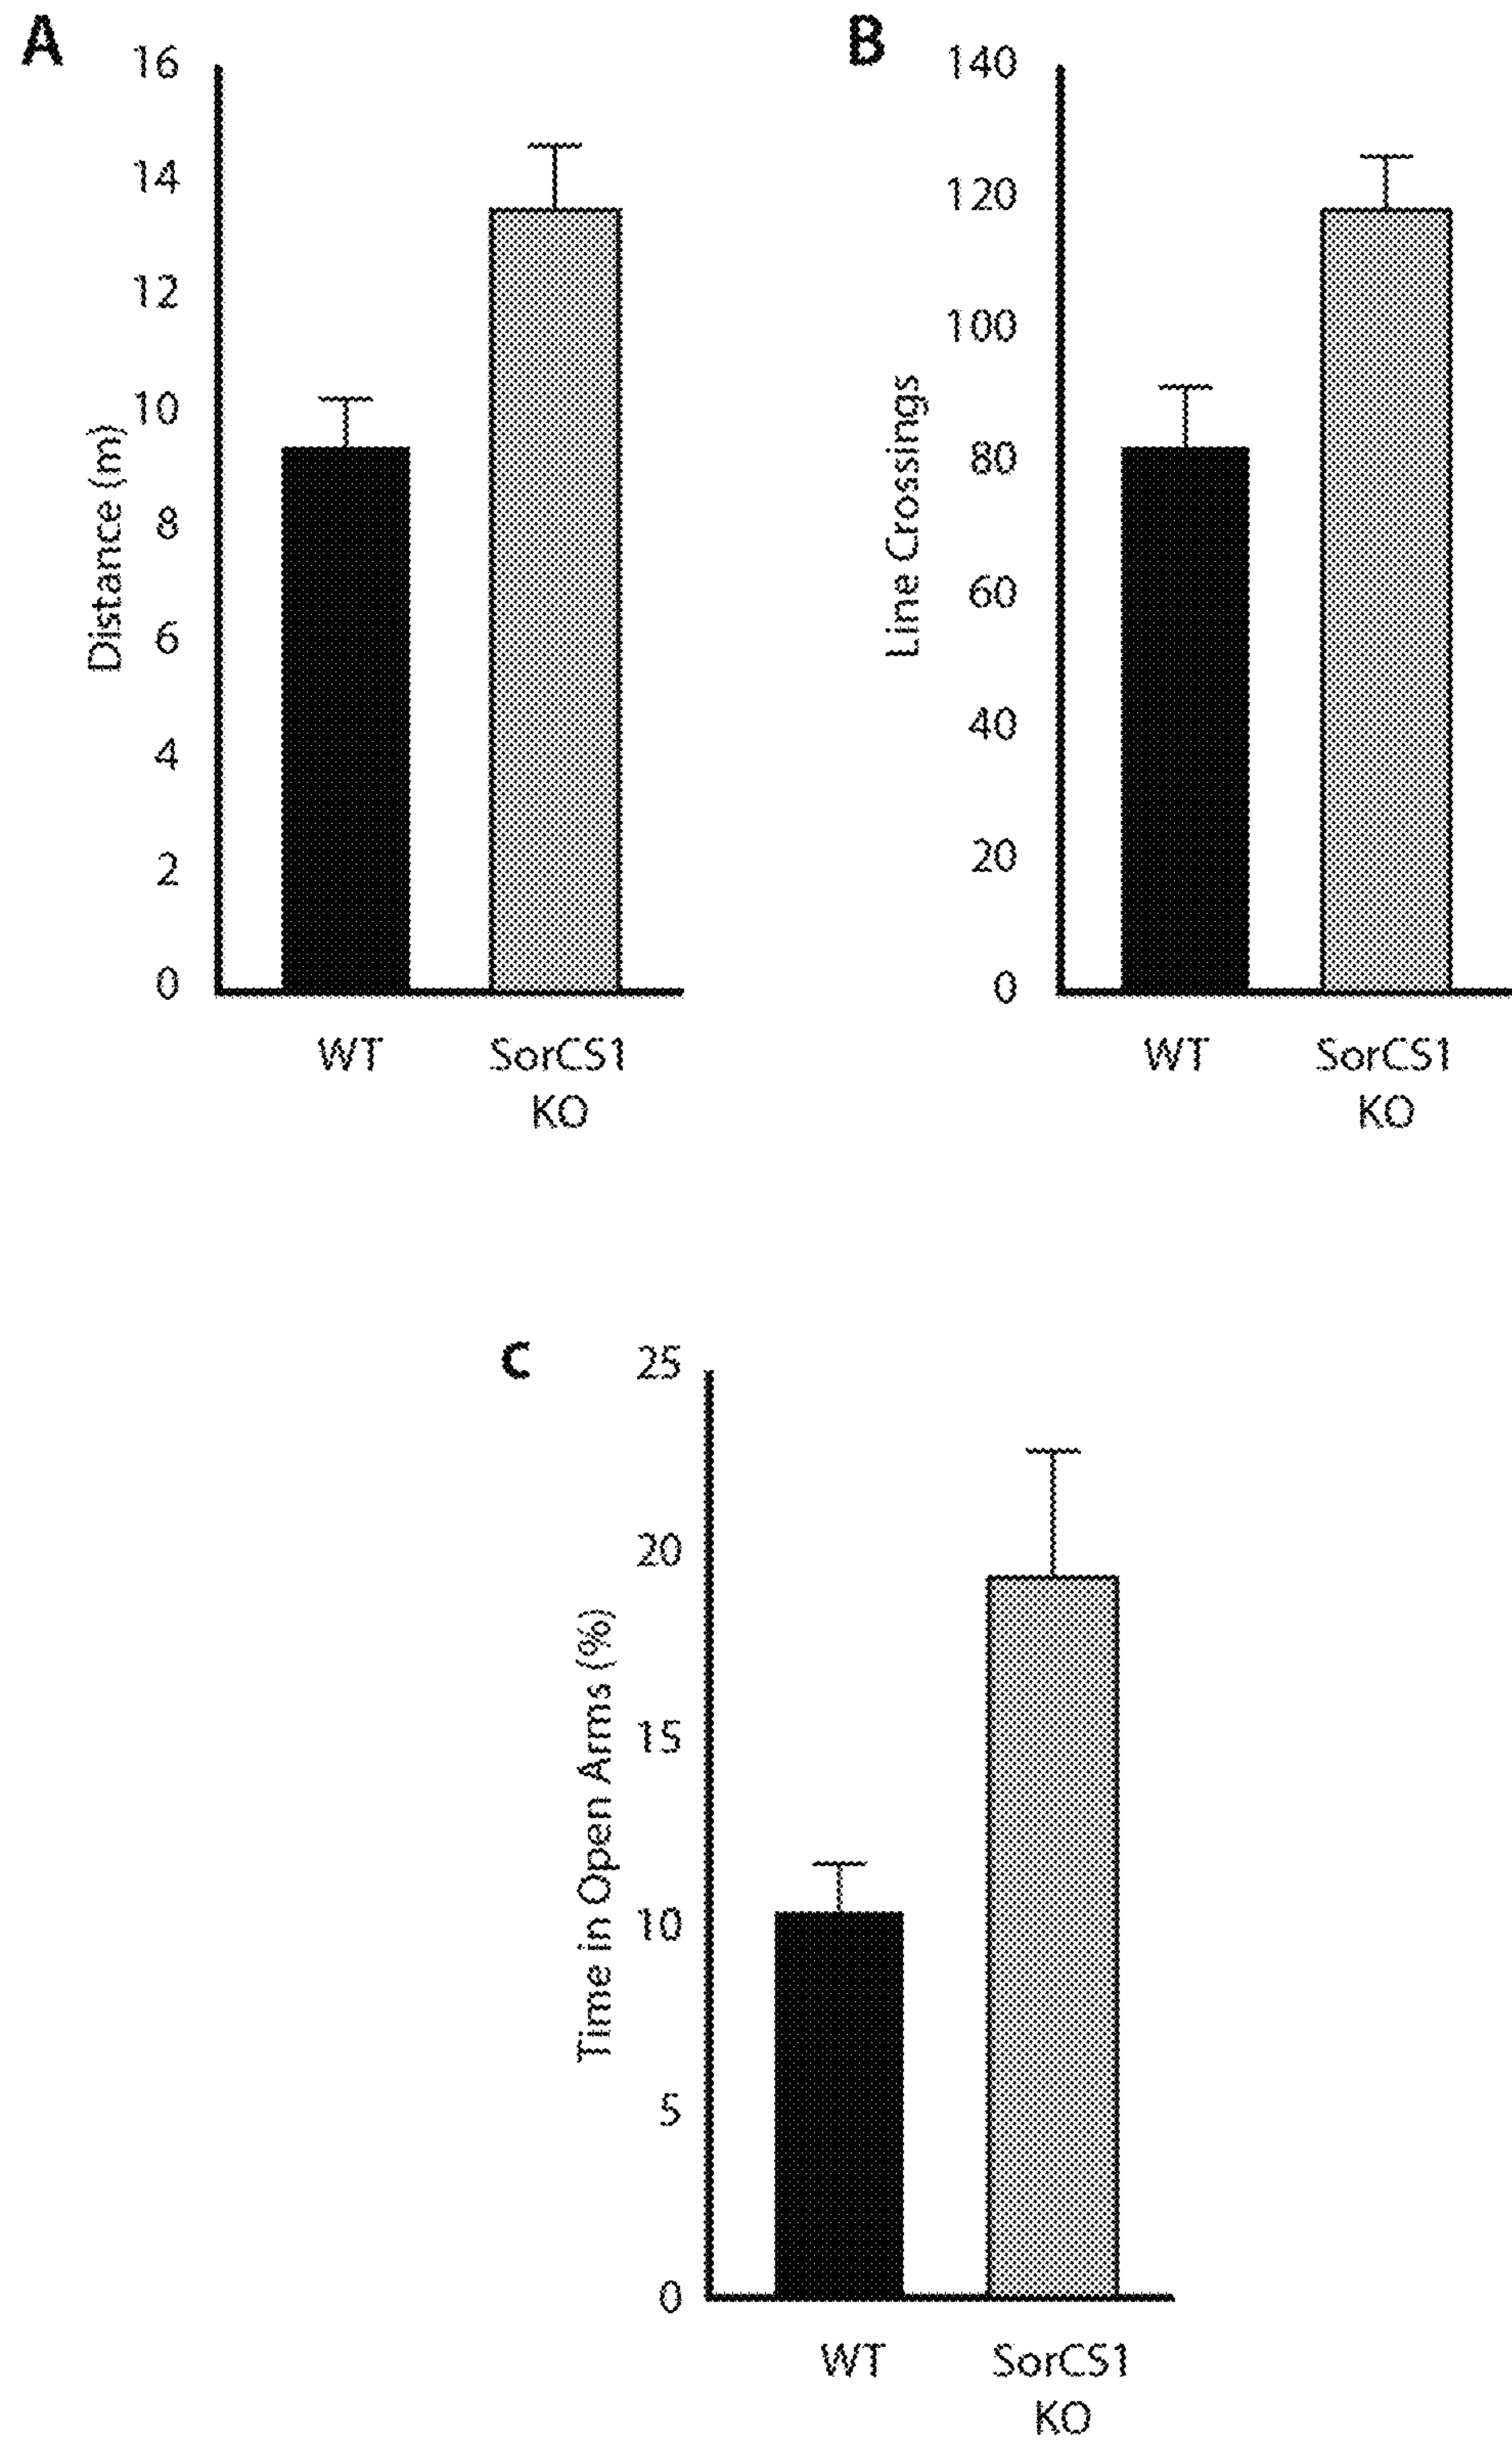 A
16
14
12
10
8
6
4
2
0
Distance (m)
WT
SorCS1
KO
B
140
120
100
80
60
40
20
0
Line Crossings
WT
SorCS1
KO
C
25
20
15
10
5
0
Time in Open Arms (%)
WT
SorCS1
KO